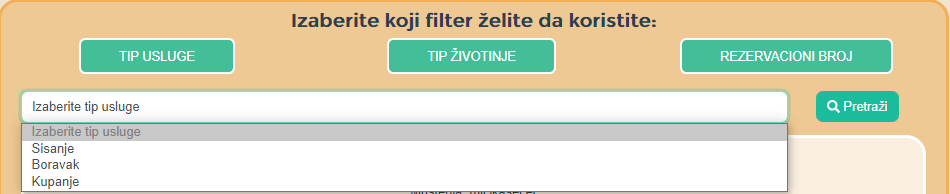 Izaberite koji filter želite da koristite:
TIP USLUGE
TIP ŽIVOTINJE
REZERVACIONI BROJ
Izaberite tip usluge
Pretraži
Izaberite tip usluge
Sisanje
Boravak
Kupanje